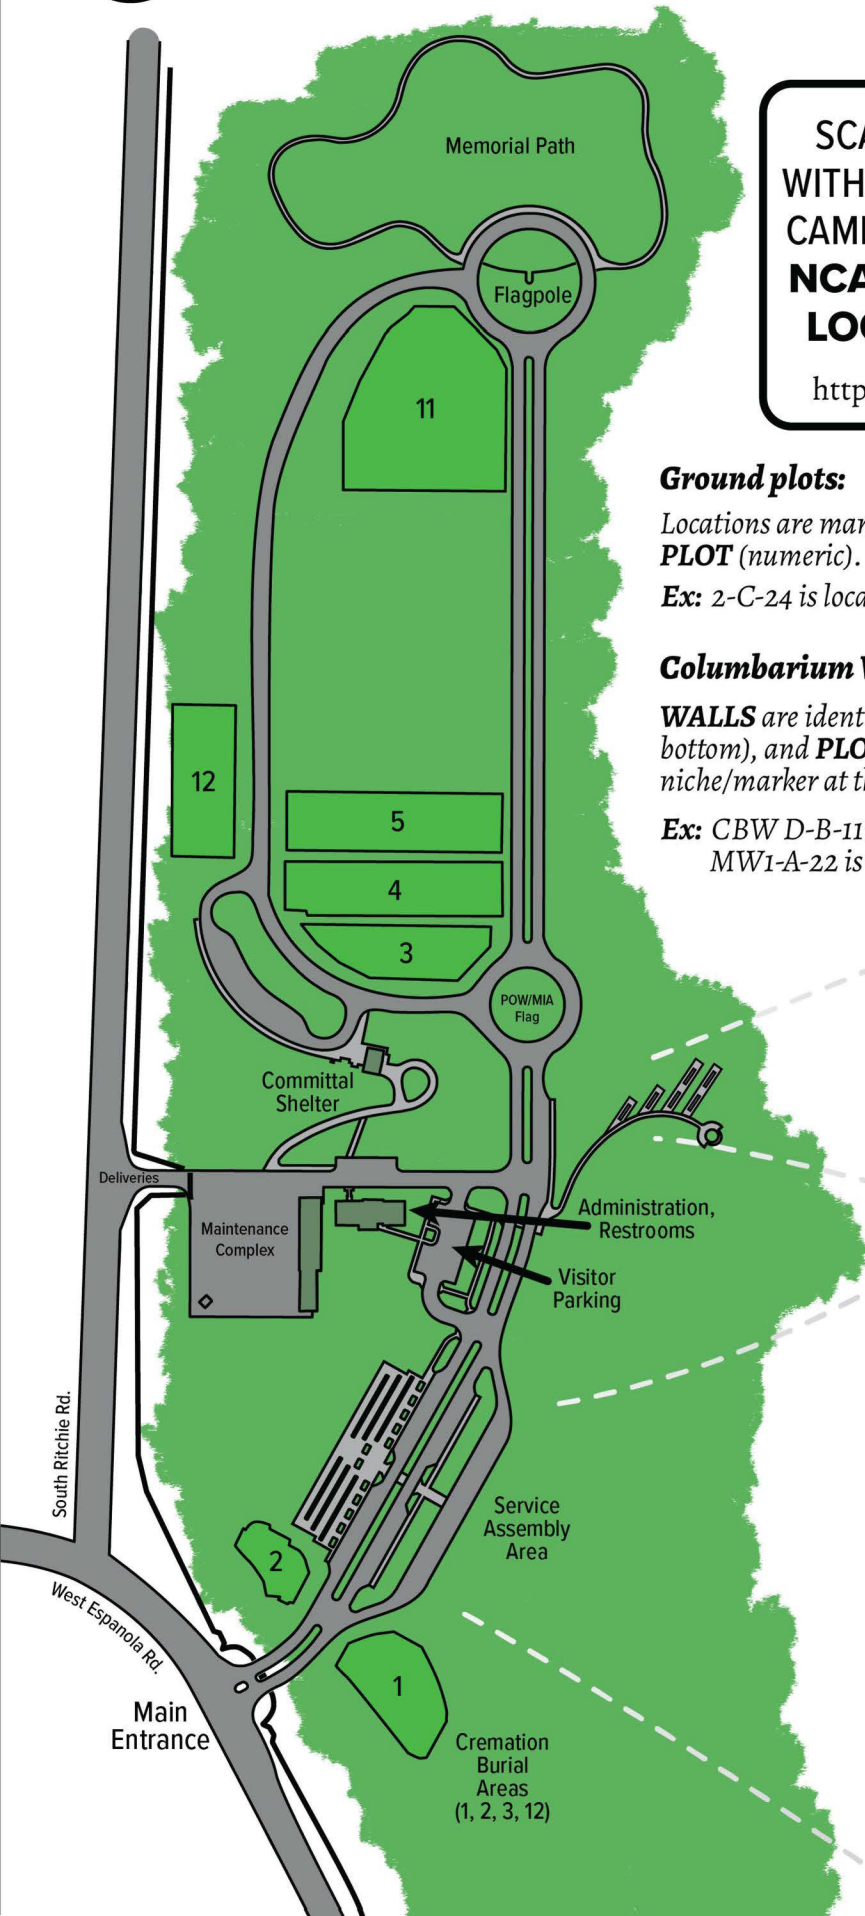 Memorial Path
Flagpole
11
12
5
4
3
POW/MIA
Flag
Committal
Shelter
Deliveries
Maintenance
Complex
Administration,
Restrooms
Visitor
Parking
South Ritchie Rd.
Service
Assembly
Area
2
West Espanola Rd.
1
Main
Entrance
Cremation
Burial
Areas
(1, 2, 3, 12)
SCA
WITH
CAM
NCA
LO
http
Ground plots:
Locations are mar
PLOT (numeric).
Ex: 2-C-24 is loca
Columbarium
WALLS are ident
bottom), and PLO
niche/marker at th
Ex: CBW D-B-11
MW1-A-22 is